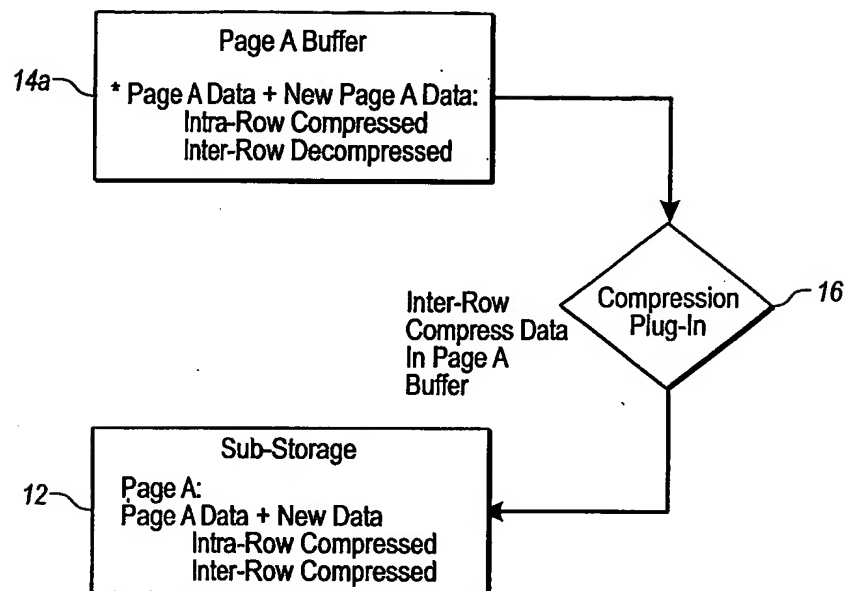 Page A Buffer
14a
* Page A Data + New Page A Data:
Intra-Row Compressed
Inter-Row Decompressed
Compression
Plug-In
16
Inter-Row
Compress Data
In Page A
Buffer
Sub-Storage
12
Page A:
Page A Data + New Data
Intra-Row Compressed
Inter-Row Compressed